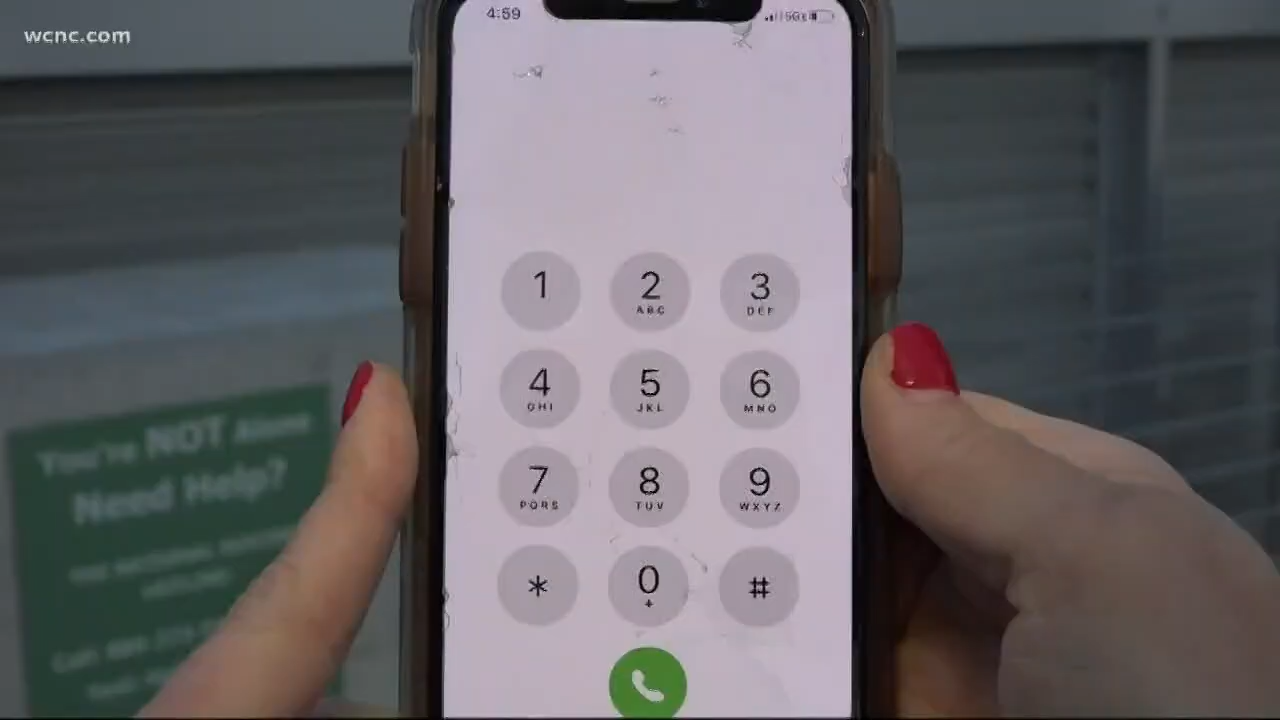 wcnc.com
4:59
5G
1
2
ABC
3
DEF
4
GHI
5
JKL
6
MNO
7
PQRS
8
TUV
9
WXYZ
*
0
+
#
You're NOT Alone
Need Help?